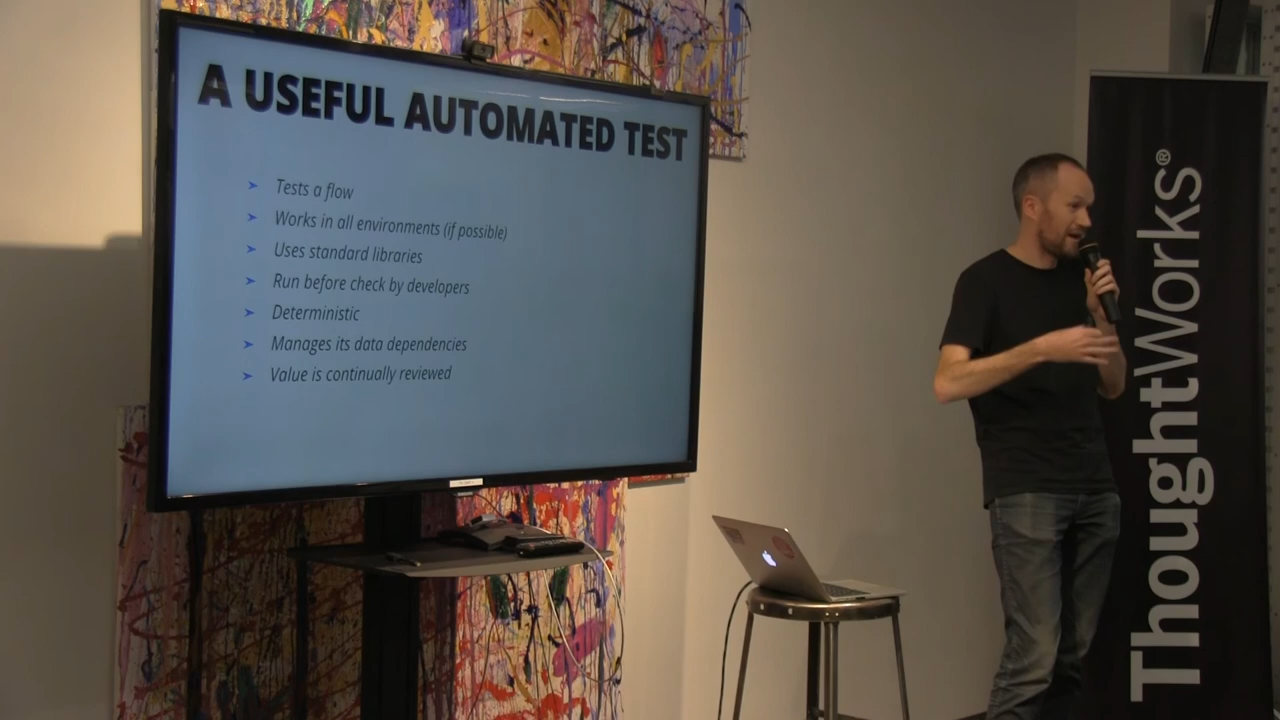 A USEFUL AUTOMATED TEST
Tests a flow
Works in all environments (if possible)
Uses standard libraries
Run before check by developers
Deterministic
Manages its data dependencies
Value is continually reviewed
ThoughtWorks®